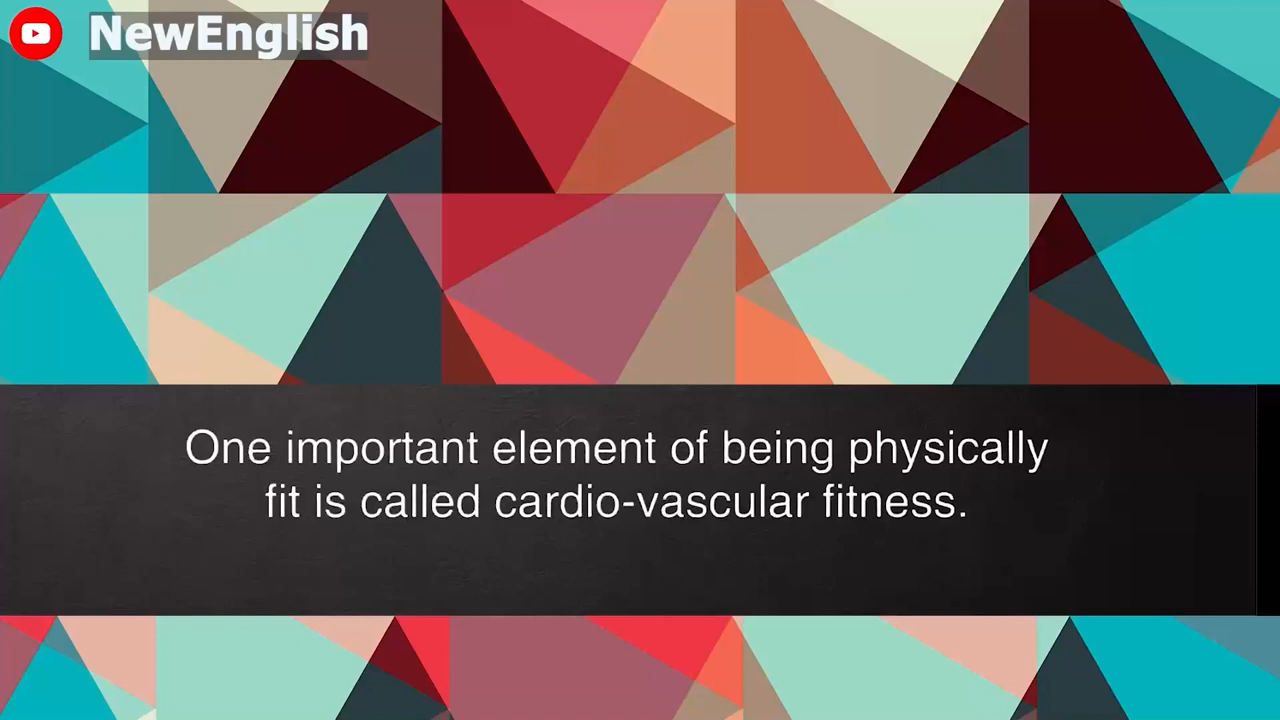 NewEnglish
One important element of being physically
fit is called cardio-vascular fitness.